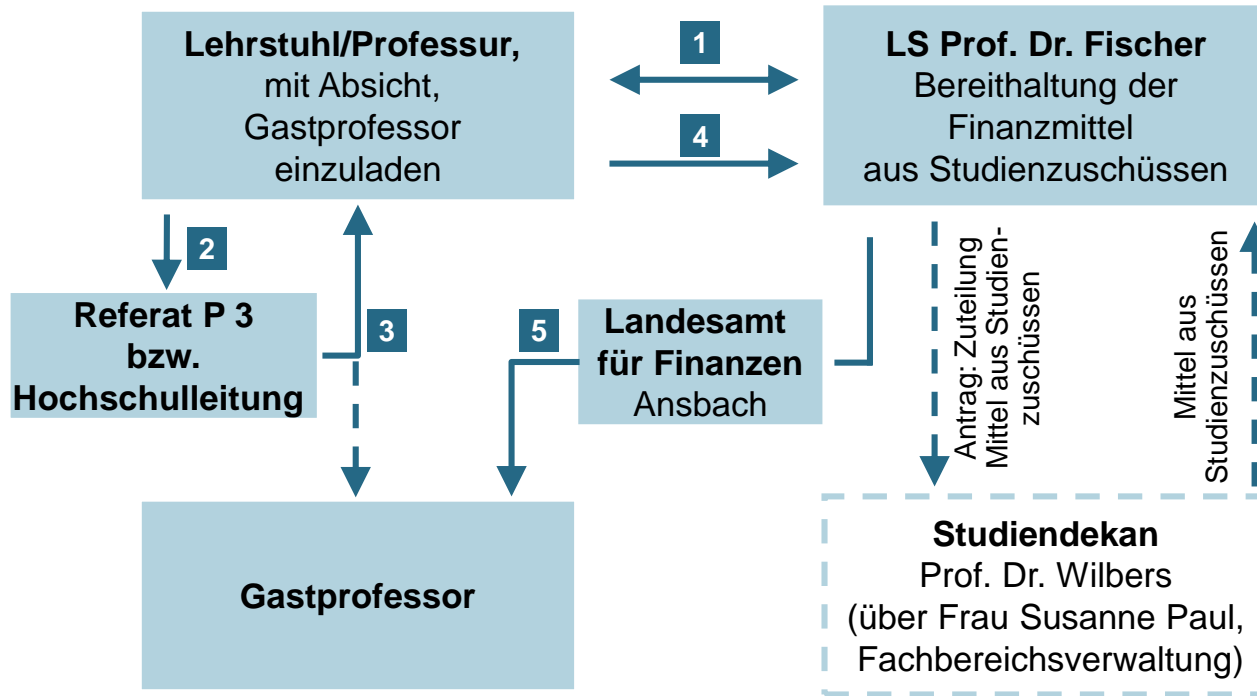 Lehrstuhl/Professur,
mit Absicht,
Gastprofessor
einzuladen
1
4
LS Prof. Dr. Fischer
Bereithaltung der
Finanzmittel
aus Studienzuschüssen
2
Referat P 3
bzw.
Hochschulleitung
3
5
Landesamt
für Finanzen
Ansbach
Antrag: Zuteilung
Mittel aus Studien-
zuschüssen
Mittel aus
Studienzuschüssen
Gastprofessor
Studiendekan
Prof. Dr. Wilbers
(über Frau Susanne Paul,
Fachbereichsverwaltung)